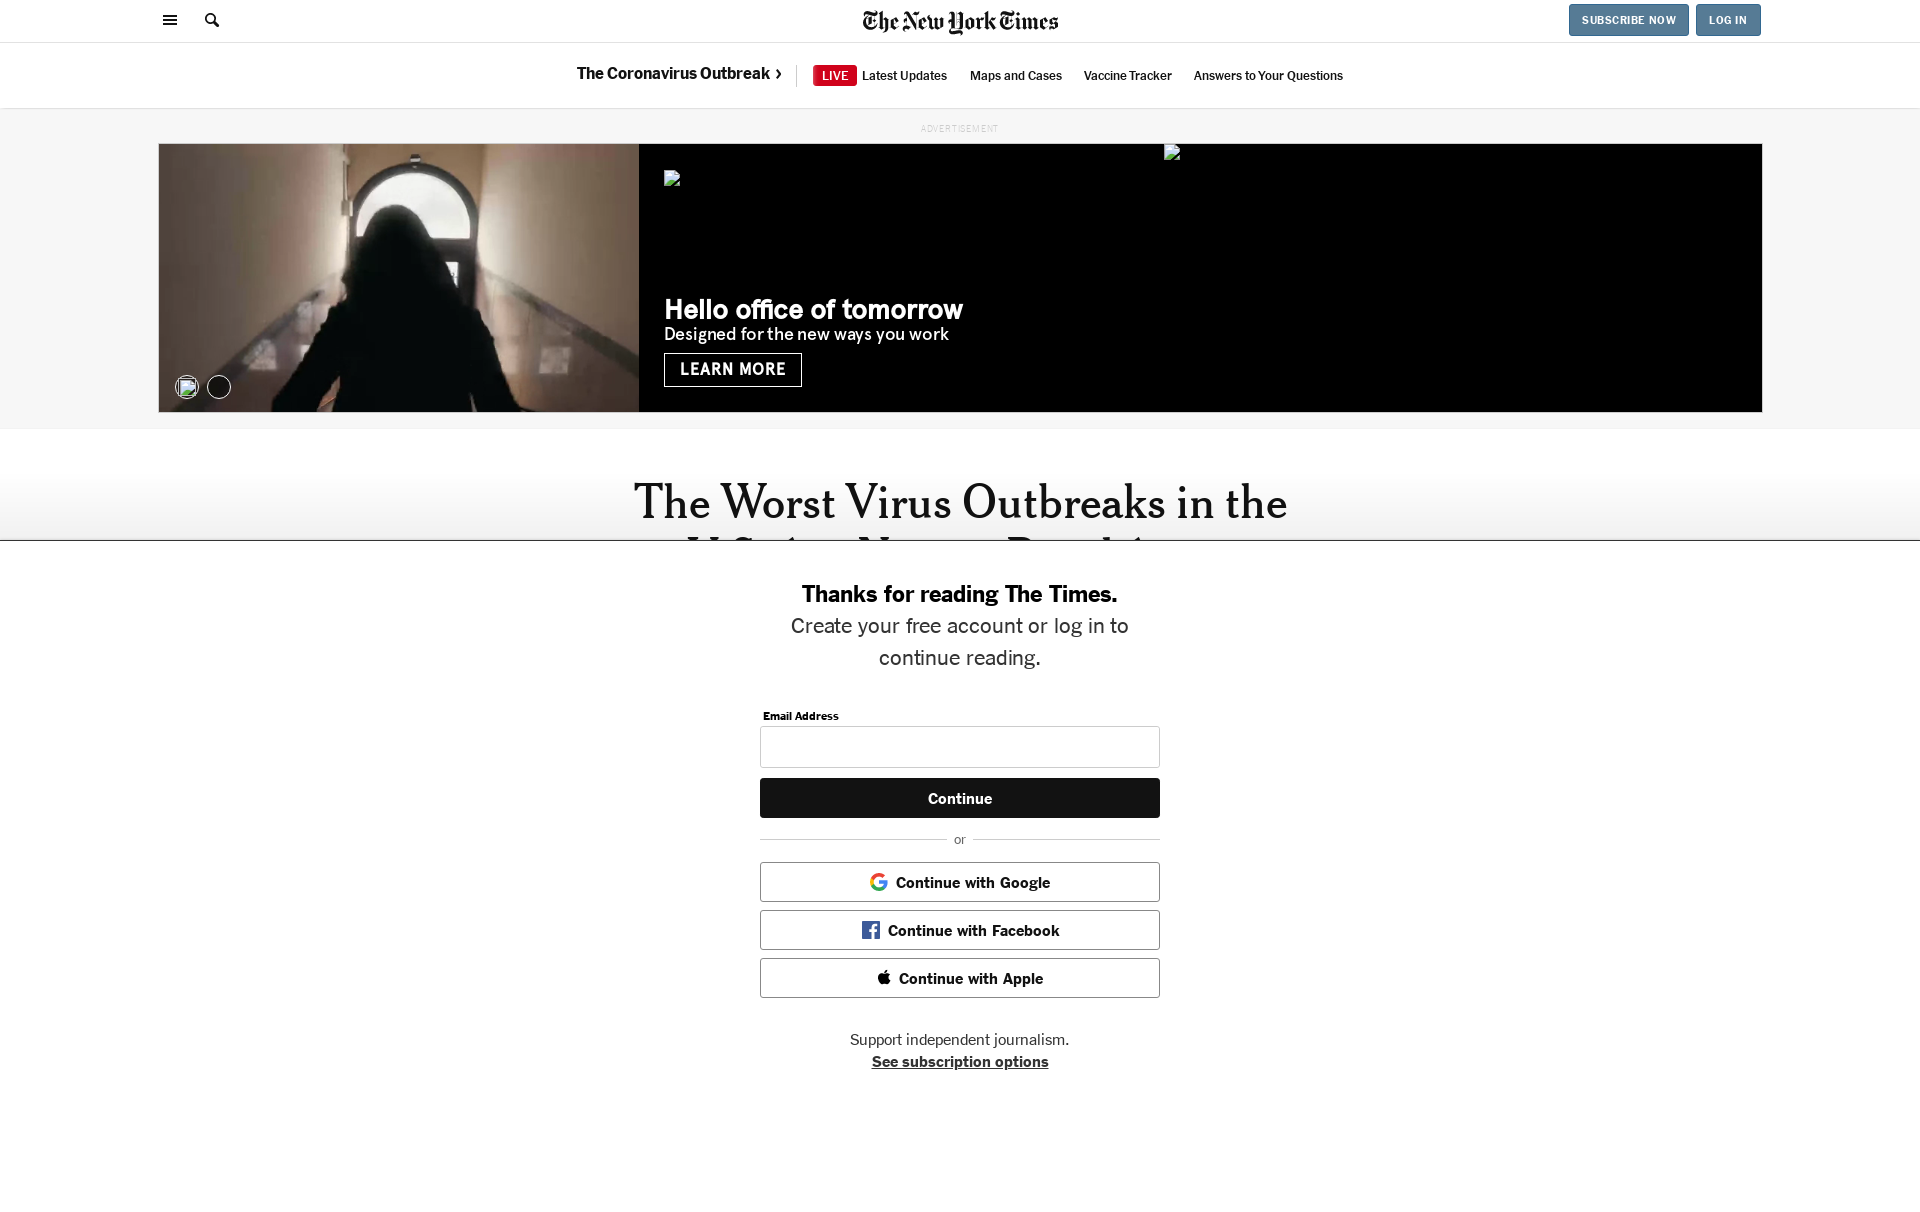 The New York Times
SUBSCRIBE NOW
LOG IN
The Coronavirus Outbreak ›
LIVE Latest Updates
Maps and Cases
Vaccine Tracker
Answers to Your Questions
ADVERTISEMENT
Hello office of tomorrow
Designed for the new ways you work
LEARN MORE
The Worst Virus Outbreaks in the
Thanks for reading The Times.
Create your free account or log in to
continue reading.
Email Address
Continue
or
Continue with Google
Continue with Facebook
Continue with Apple
Support independent journalism.
See subscription options